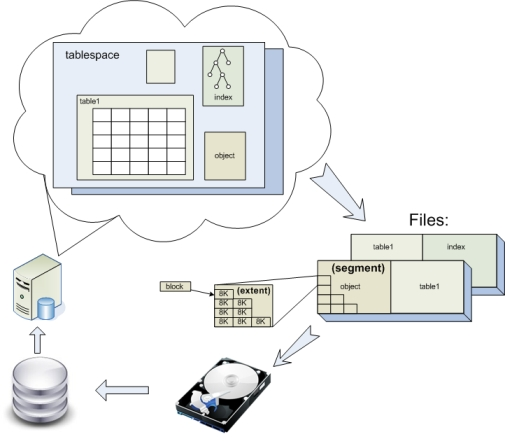 tablespace
index
table1
object
Files:
table1
index
(segment)
object
table1
block
(extent)
8K
8K 8K
8K 8K
8K 8K 8K